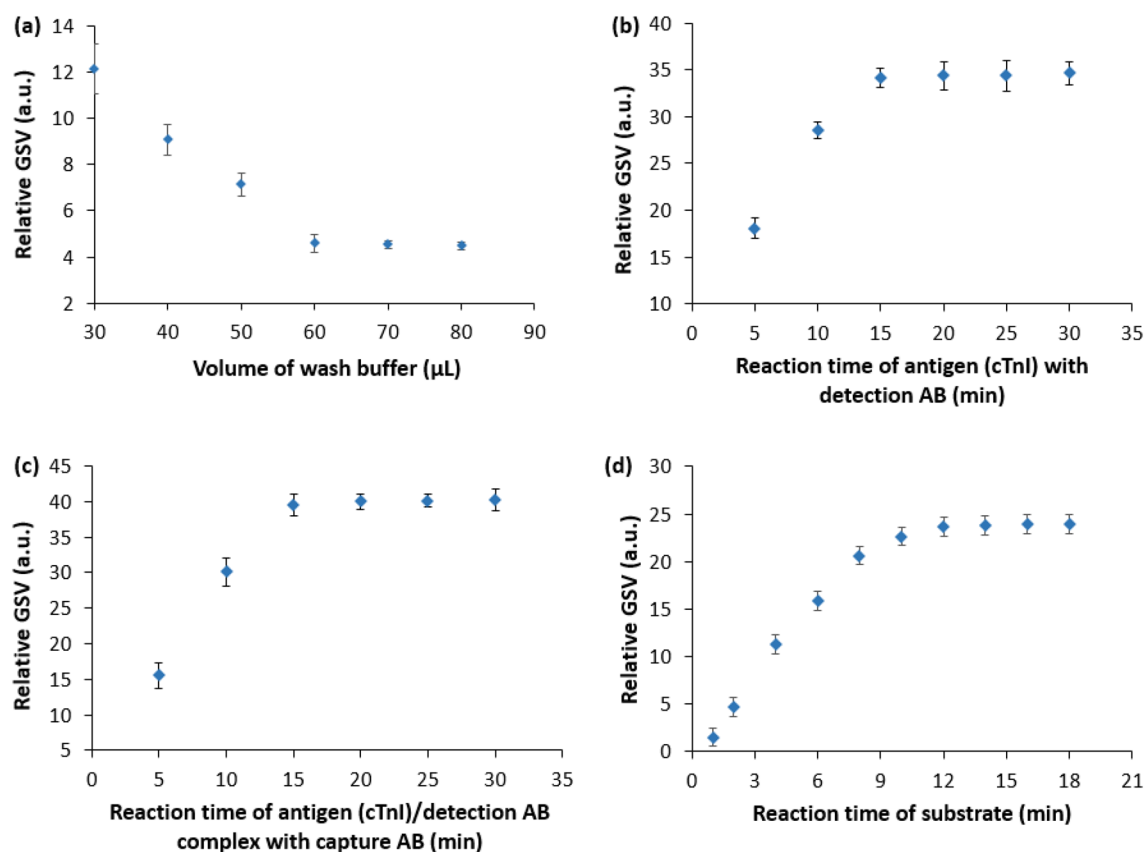 (a)
Relative GSV (a.u.)
14
12
10
8
6
4
2
30 40 50 60 70 80 90
Volume of wash buffer (µL)
(b)
Relative GSV (a.u.)
40
35
30
25
20
15
10
0 5 10 15 20 25 30 35
Reaction time of antigen (cTnI) with
detection AB (min)
(c)
Relative GSV (a.u.)
45
40
35
30
25
20
15
10
5
0 5 10 15 20 25 30 35
Reaction time of antigen (cTnI)/detection AB
complex with capture AB (min)
(d)
Relative GSV (a.u.)
30
25
20
15
10
5
0
0 3 6 9 12 15 18 21
Reaction time of substrate (min)